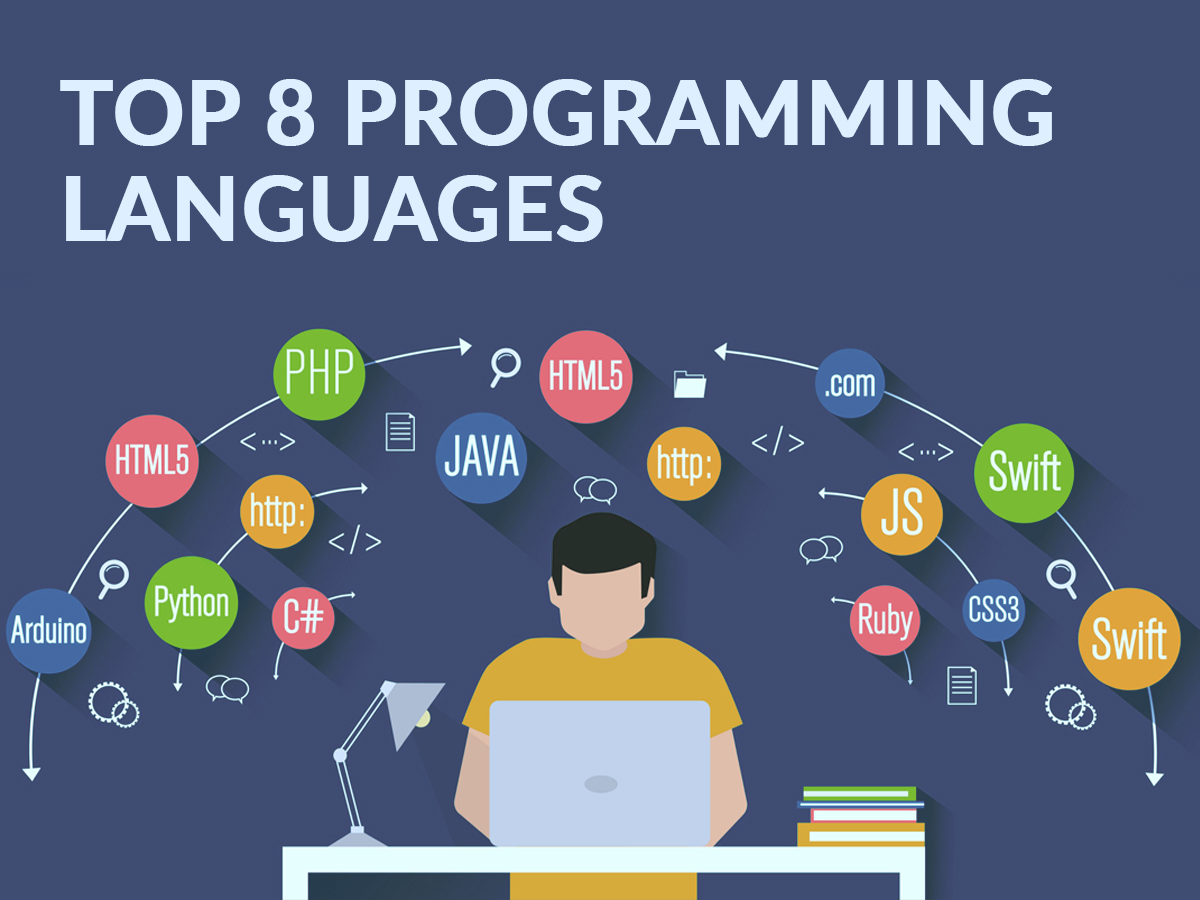 TOP 8 PROGRAMMING
LANGUAGES
PHP
HTML5
.com
HTML5
JAVA
http:
</>
<...>
Swift
<...>
http:
JS
</>
Python
C#
Ruby
CSS3
Arduino
Swift